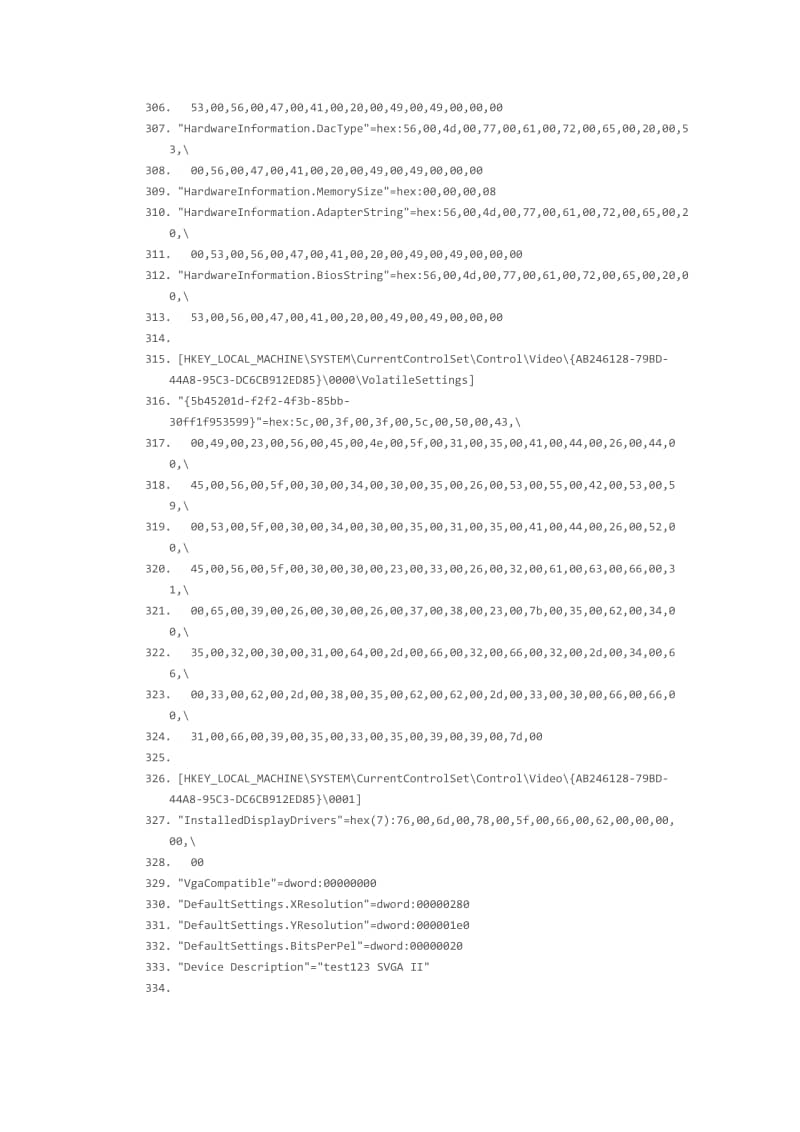 306.   53,00,56,00,47,00,41,00,20,00,49,00,49,00,00,00
307. "HardwareInformation.DacType"=hex:56,00,4d,00,77,00,61,00,72,00,65,00,20,00,5
3,\
308.   00,56,00,47,00,41,00,20,00,49,00,49,00,00,00
309. "HardwareInformation.MemorySize"=hex:00,00,00,08
310. "HardwareInformation.AdapterString"=hex:56,00,4d,00,77,00,61,00,72,00,65,00,2
0,\
311.   00,53,00,56,00,47,00,41,00,20,00,49,00,49,00,00,00
312. "HardwareInformation.BiosString"=hex:56,00,4d,00,77,00,61,00,72,00,65,00,20,0
0,\
313.   53,00,56,00,47,00,41,00,20,00,49,00,49,00,00,00
314.
315. [HKEY_LOCAL_MACHINE\SYSTEM\CurrentControlSet\Control\Video\{AB246128-79BD-
44A8-95C3-DC6CB912ED85}\0000\VolatileSettings]
316. "{5b45201d-f2f2-4f3b-85bb-
30ff1f953599}"=hex:5c,00,3f,00,3f,00,5c,00,50,00,43,\
317.   00,49,00,23,00,56,00,45,00,4e,00,5f,00,31,00,35,00,41,00,44,00,26,00,44,0
0,\
318.   45,00,56,00,5f,00,30,00,34,00,30,00,35,00,26,00,53,00,55,00,42,00,53,00,5
9,\
319.   00,53,00,5f,00,30,00,34,00,30,00,35,00,31,00,35,00,41,00,44,00,26,00,52,0
0,\
320.   45,00,56,00,5f,00,30,00,30,00,23,00,33,00,26,00,32,00,61,00,63,00,66,00,3
1,\
321.   00,65,00,39,00,26,00,30,00,26,00,37,00,38,00,23,00,7b,00,35,00,62,00,34,0
0,\
322.   35,00,32,00,30,00,31,00,64,00,2d,00,66,00,32,00,66,00,32,00,2d,00,34,00,6
6,\
323.   00,33,00,62,00,2d,00,38,00,35,00,62,00,62,00,2d,00,33,00,30,00,66,00,66,0
0,\
324.   31,00,66,00,39,00,35,00,33,00,35,00,39,00,39,00,7d,00
325.
326. [HKEY_LOCAL_MACHINE\SYSTEM\CurrentControlSet\Control\Video\{AB246128-79BD-
44A8-95C3-DC6CB912ED85}\0001]
327. "InstalledDisplayDrivers"=hex(7):76,00,6d,00,78,00,5f,00,66,00,62,00,00,00,
00,\
328.   00
329. "VgaCompatible"=dword:00000000
330. "DefaultSettings.XResolution"=dword:00000280
331. "DefaultSettings.YResolution"=dword:000001e0
332. "DefaultSettings.BitsPerPel"=dword:00000020
333. "Device Description"="test123 SVGA II"
334.